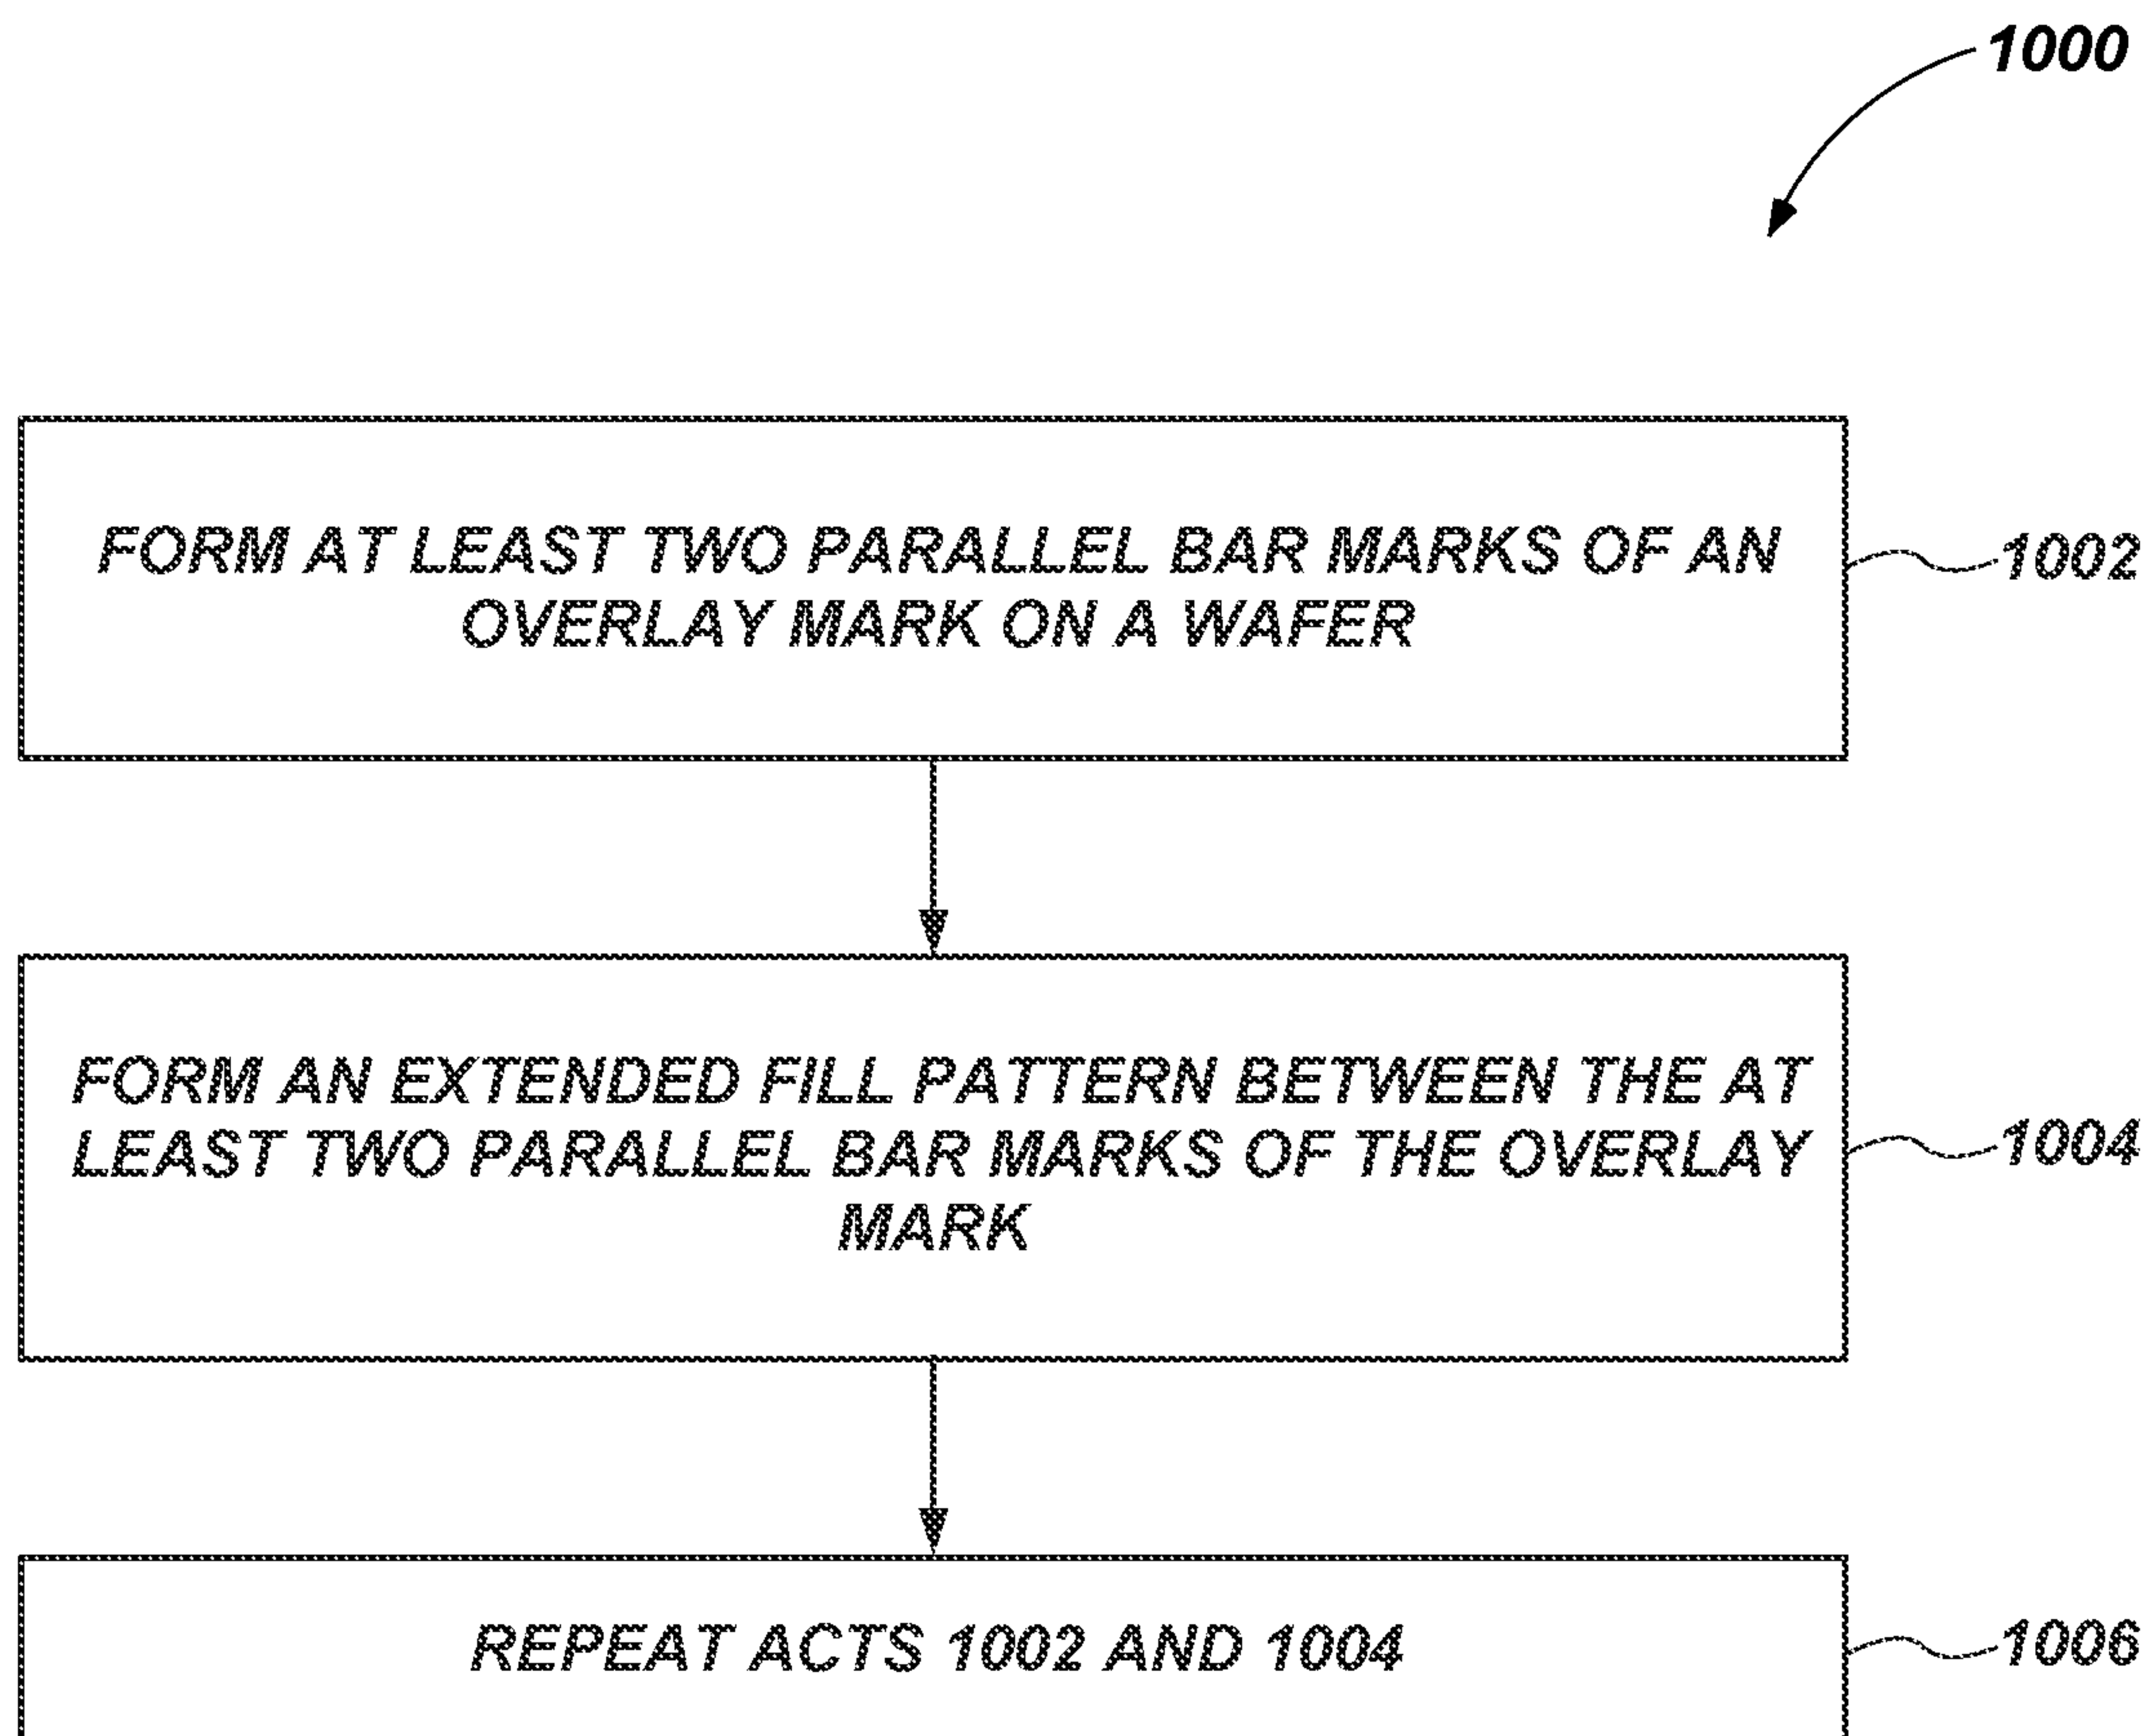 1000
FORM AT LEAST TWO PARALLEL BAR MARKS OF AN
OVERLAY MARK ON A WAFER
1002
FORM AN EXTENDED FILL PATTERN BETWEEN THE AT
LEAST TWO PARALLEL BAR MARKS OF THE OVERLAY
MARK
1004
REPEAT ACTS 1002 AND 1004
1006